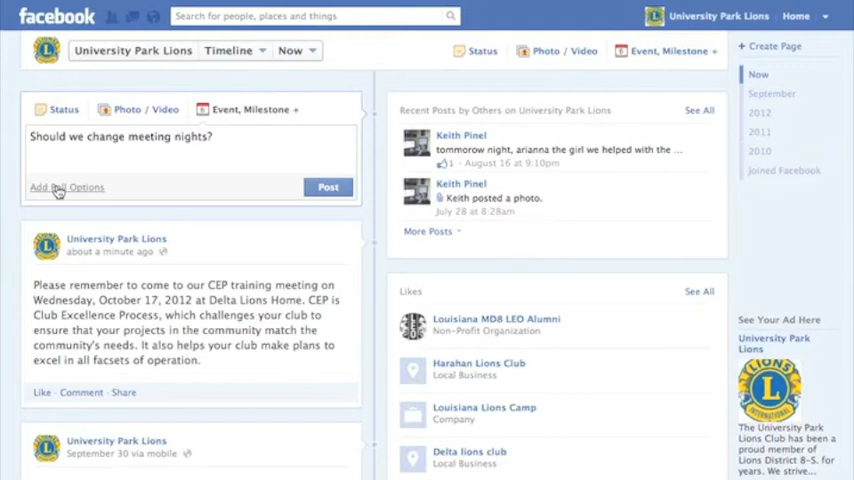 facebook
Search for people, places and things
University Park Lions
Home
University Park Lions
Timeline
Now
Status
Photo / Video
Event, Milestone +
+ Create Page
Now
September
2012
2011
2010
Joined Facebook
Status
Photo / Video
Event, Milestone +
Should we change meeting nights?
Add Poll Options
Post
University Park Lions
about a minute ago
Please remember to come to our CEP training meeting on
Wednesday, October 17, 2012 at Delta Lions Home. CEP is
Club Excellence Process, which challenges your club to
ensure that your projects in the community match the
community's needs. It also helps your club make plans to
excel in all facsets of operation.
Like · Comment · Share
University Park Lions
September 30 via mobile
Recent Posts by Others on University Park Lions
See All
Keith Pinel
tommorow night, arianna the girl we helped with the ...
1 · August 16 at 9:10pm
Keith Pinel
Keith posted a photo.
July 28 at 8:28am
More Posts
Likes
See All
Louisiana MD8 LEO Alumni
Non-Profit Organization
Harahan Lions Club
Local Business
Louisiana Lions Camp
Company
Delta lions club
Local Business
See Your Ad Here
University Park
Lions
LIONS
L
INTERNATIONAL
The University Park
Lions Club has been a
proud member of
Lions District 8-S. for
years. We strive...